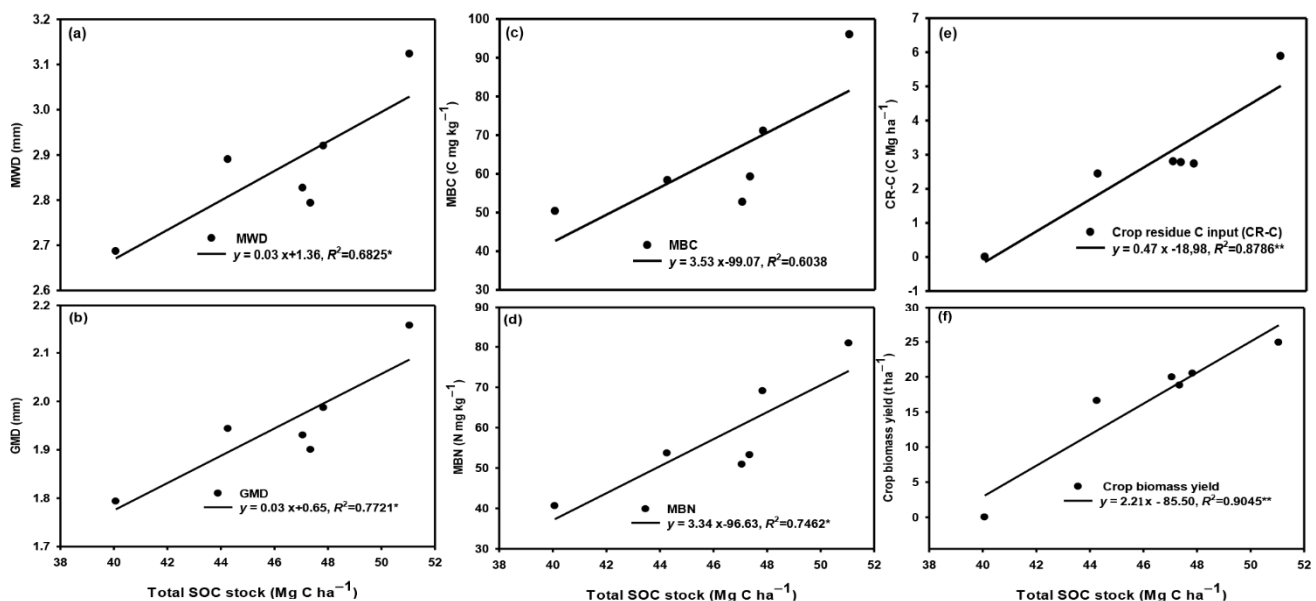 (a)
MWD (mm)
3.2
3.1
3.0
2.9
2.8
2.7
2.6
MWD
y = 0.03 x+1.36, R²=0.6825*
(b)
GMD (mm)
2.2
2.1
2.0
1.9
1.8
1.7
GMD
y = 0.03 x+0.65, R²=0.7721*
38 40 42 44 46 48 50 52
Total SOC stock (Mg C ha⁻¹)
(c)
MBC (C mg kg⁻¹)
100
90
80
70
60
50
40
30
MBC
y = 3.53 x-99.07, R²=0.6038
(d)
MBN (N mg kg⁻¹)
90
80
70
60
50
40
30
MBN
y = 3.34 x-96.63, R²=0.7462*
38 40 42 44 46 48 50 52
Total SOC stock (Mg C ha⁻¹)
(e)
CR-C (C Mg ha⁻¹)
7
6
5
4
3
2
1
0
-1
Crop residue C input (CR-C)
y = 0.47 x -18,98, R²=0.8786**
(f)
Crop biomass yield (t ha⁻¹)
30
25
20
15
10
5
0
Crop biomass yield
y = 2.21x - 85.50, R²=0.9045**
38 40 42 44 46 48 50 52
Total SOC stock (Mg C ha⁻¹)